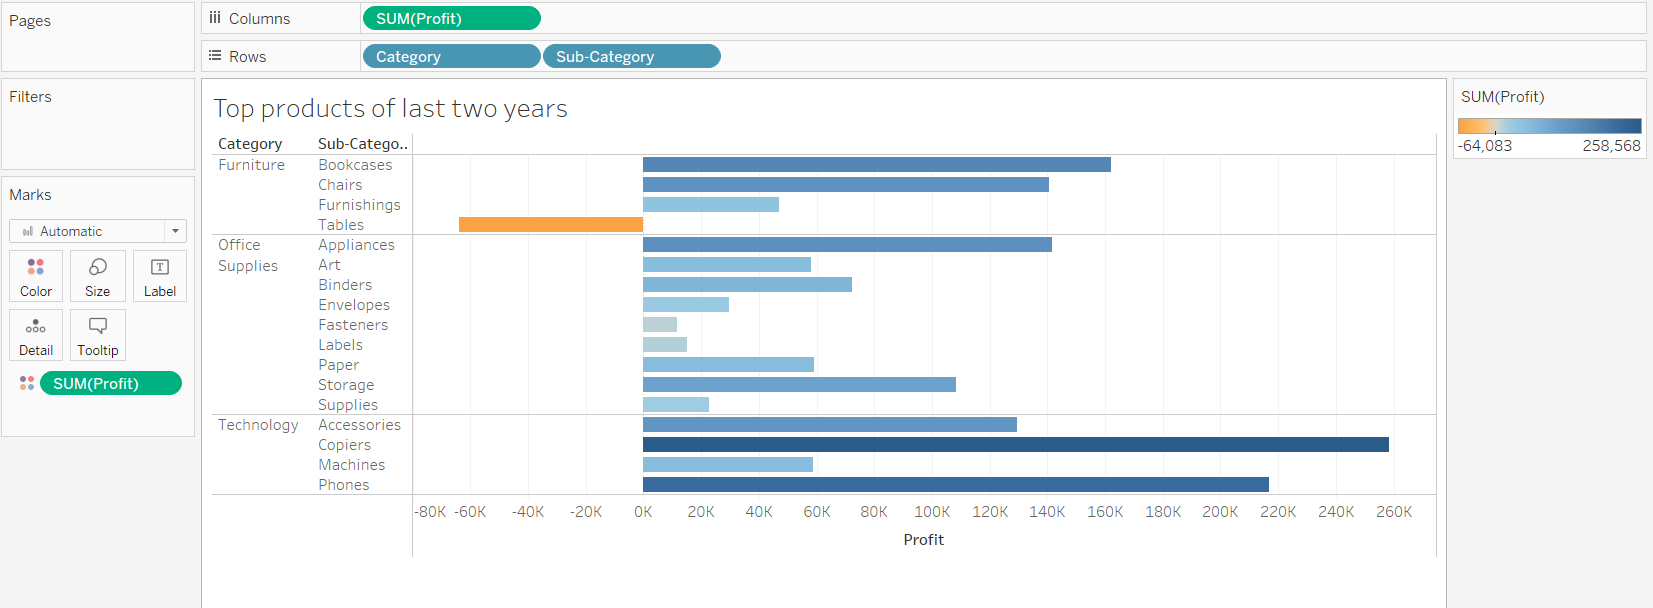 Pages
Columns
SUM(Profit)
Rows
Category
Sub-Category
Filters
Marks
Automatic
Color
Size
Label
Detail
Tooltip
SUM(Profit)
Top products of last two years
Category Sub-Catego..
Furniture Bookcases
Chairs
Furnishings
Tables
Office Supplies Appliances
Art
Binders
Envelopes
Fasteners
Labels
Paper
Storage
Supplies
Technology Accessories
Copiers
Machines
Phones
-80K -60K -40K -20K 0K 20K 40K 60K 80K 100K 120K 140K 160K 180K 200K 220K 240K 260K
Profit
SUM(Profit)
-64,083 258,568